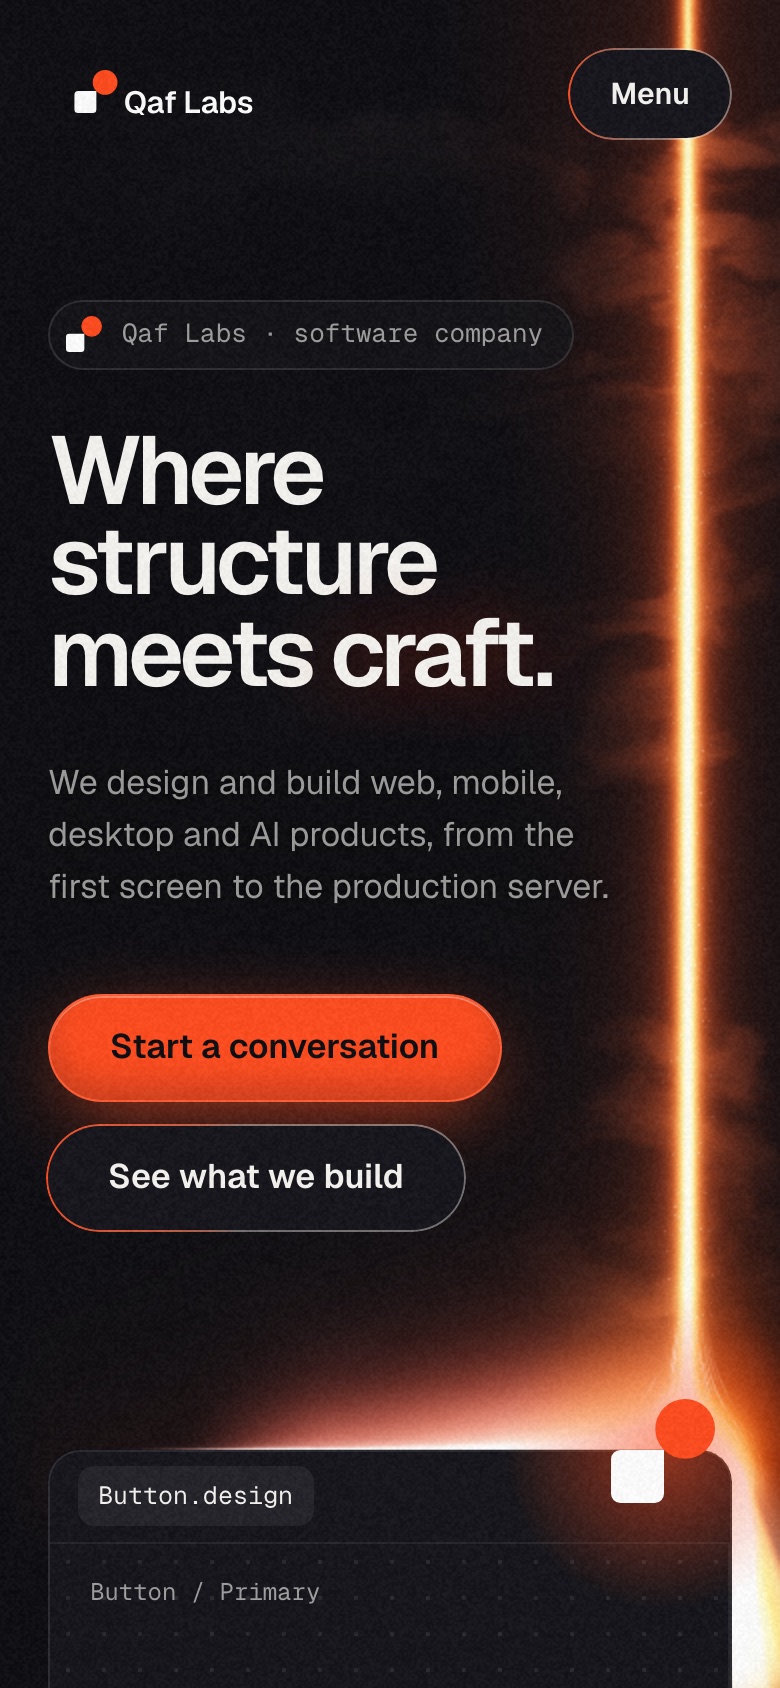 Qaf Labs
Menu
Qaf Labs · software company
Where
structure
meets craft.
We design and build web, mobile,
desktop and AI products, from the
first screen to the production server.
Start a conversation
See what we build
Button.design
Button / Primary